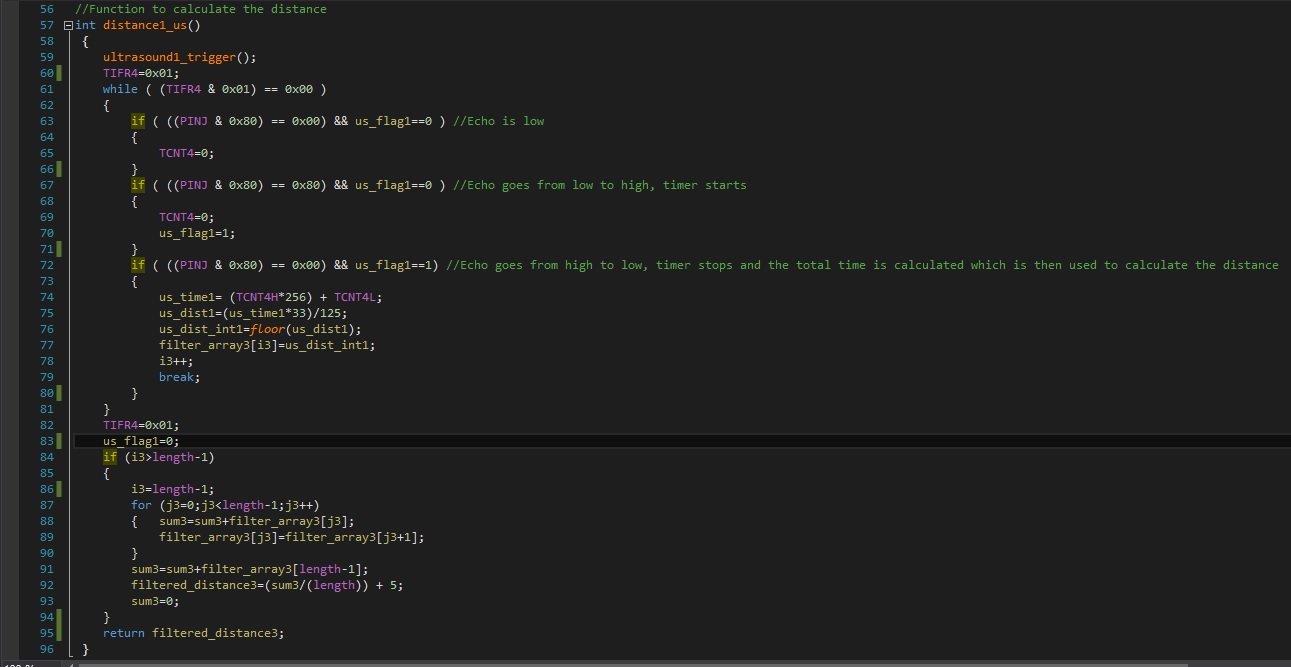 56 //Function to calculate the distance
57 int distance1_us()
58 {
59 ultrasound1_trigger();
60 TIFR4=0x01;
61 while ( (TIFR4 & 0x01) == 0x00 )
62 {
63 if ( ((PINJ & 0x80) == 0x00) && us_flag1==0 ) //Echo is low
64 {
65 TCNT4=0;
66 }
67 if ( ((PINJ & 0x80) == 0x80) && us_flag1==0 ) //Echo goes from low to high, timer starts
68 {
69 TCNT4=0;
70 us_flag1=1;
71 }
72 if ( ((PINJ & 0x80) == 0x00) && us_flag1==1) //Echo goes from high to low, timer stops and the total time is calculated which is then used to calculate the distance
73 {
74 us_time1= (TCNT4H*256) + TCNT4L;
75 us_dist1=(us_time1*33)/125;
76 us_dist_int1=floor(us_dist1);
77 filter_array3[i3]=us_dist_int1;
78 i3++;
79 break;
80 }
81 }
82 TIFR4=0x01;
83 us_flag1=0;
84 if (i3>length-1)
85 {
86 i3=length-1;
87 for (j3=0;j3<length-1;j3++)
88 { sum3=sum3+filter_array3[j3];
89 filter_array3[j3]=filter_array3[j3+1];
90 }
91 sum3=sum3+filter_array3[length-1];
92 filtered_distance3=(sum3/(length)) + 5;
93 sum3=0;
94 }
95 return filtered_distance3;
96 }